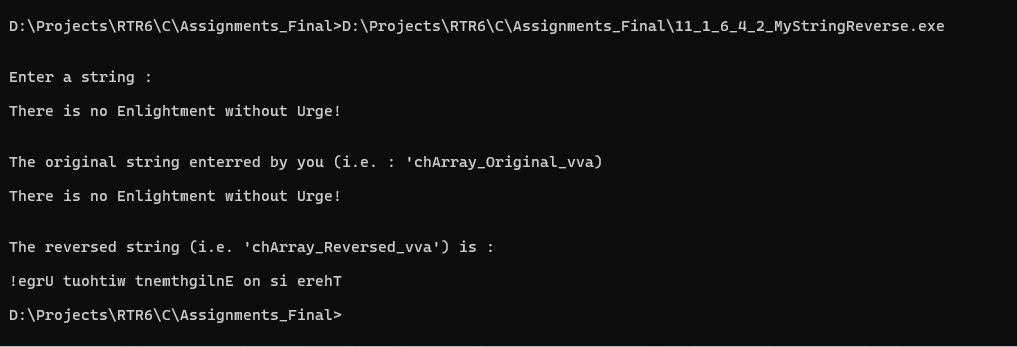 D:\Projects\RTR6\C\Assignments_Final>D:\Projects\RTR6\C\Assignments_Final\11_1_6_4_2_MyStringReverse.exe
Enter a string :
There is no Enlightment without Urge!
The original string enterred by you (i.e. : 'chArray_Original_vva)
There is no Enlightment without Urge!
The reversed string (i.e. 'chArray_Reversed_vva') is :
!egrU tuohtiw tnemthgilnE on si erehT
D:\Projects\RTR6\C\Assignments_Final>